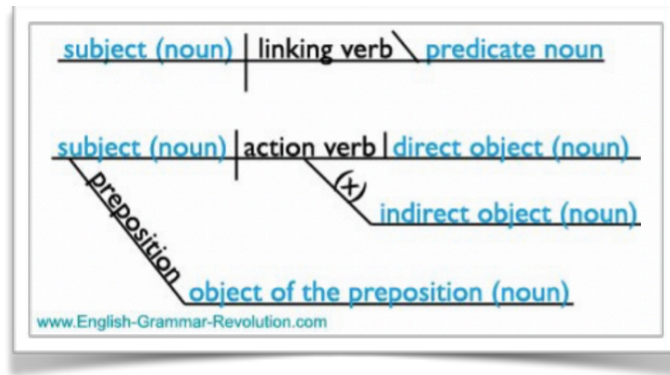 subject (noun) linking verb predicate noun
subject (noun) action verb direct object (noun)
preposition
(x)
indirect object (noun)
object of the preposition (noun)
www.English-Grammar-Revolution.com